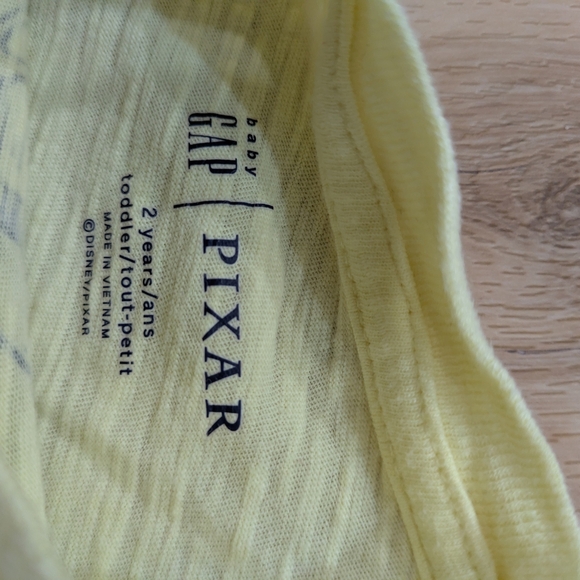 baby
GAP | PIXAR
2 years/ans
toddler/tout-petit
MADE IN VIETNAM
©DISNEY/PIXAR